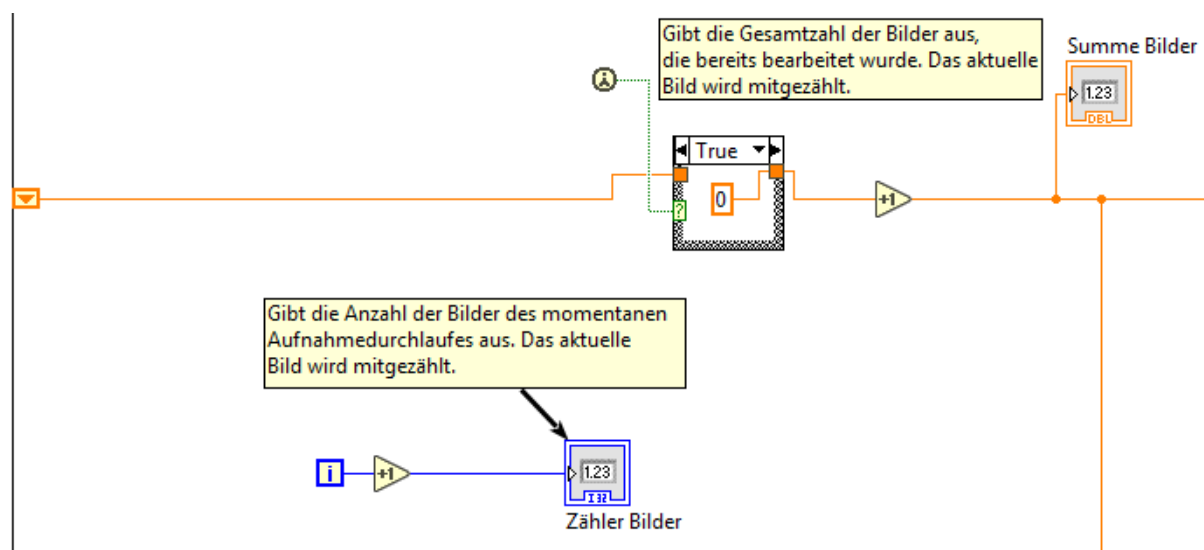 Gibt die Gesamtzahl der Bilder aus,
die bereits bearbeitet wurde. Das aktuelle
Bild wird mitgezählt.
Summe Bilder
1.23
DBL
True
?
0
+1
Gibt die Anzahl der Bilder des momentanen
Aufnahmedurchlaufes aus. Das aktuelle
Bild wird mitgezählt.
i
+1
1.23
I32
Zähler Bilder